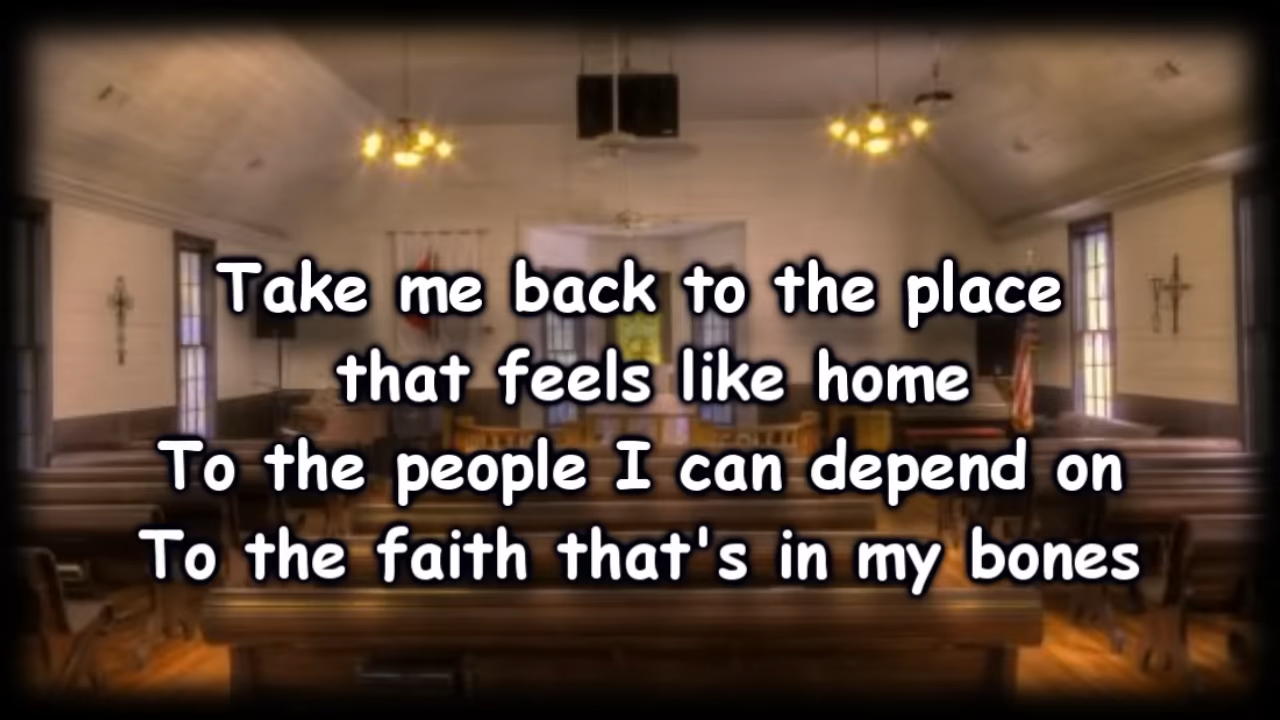 Take me back to the place
that feels like home
To the people I can depend on
To the faith that's in my bones